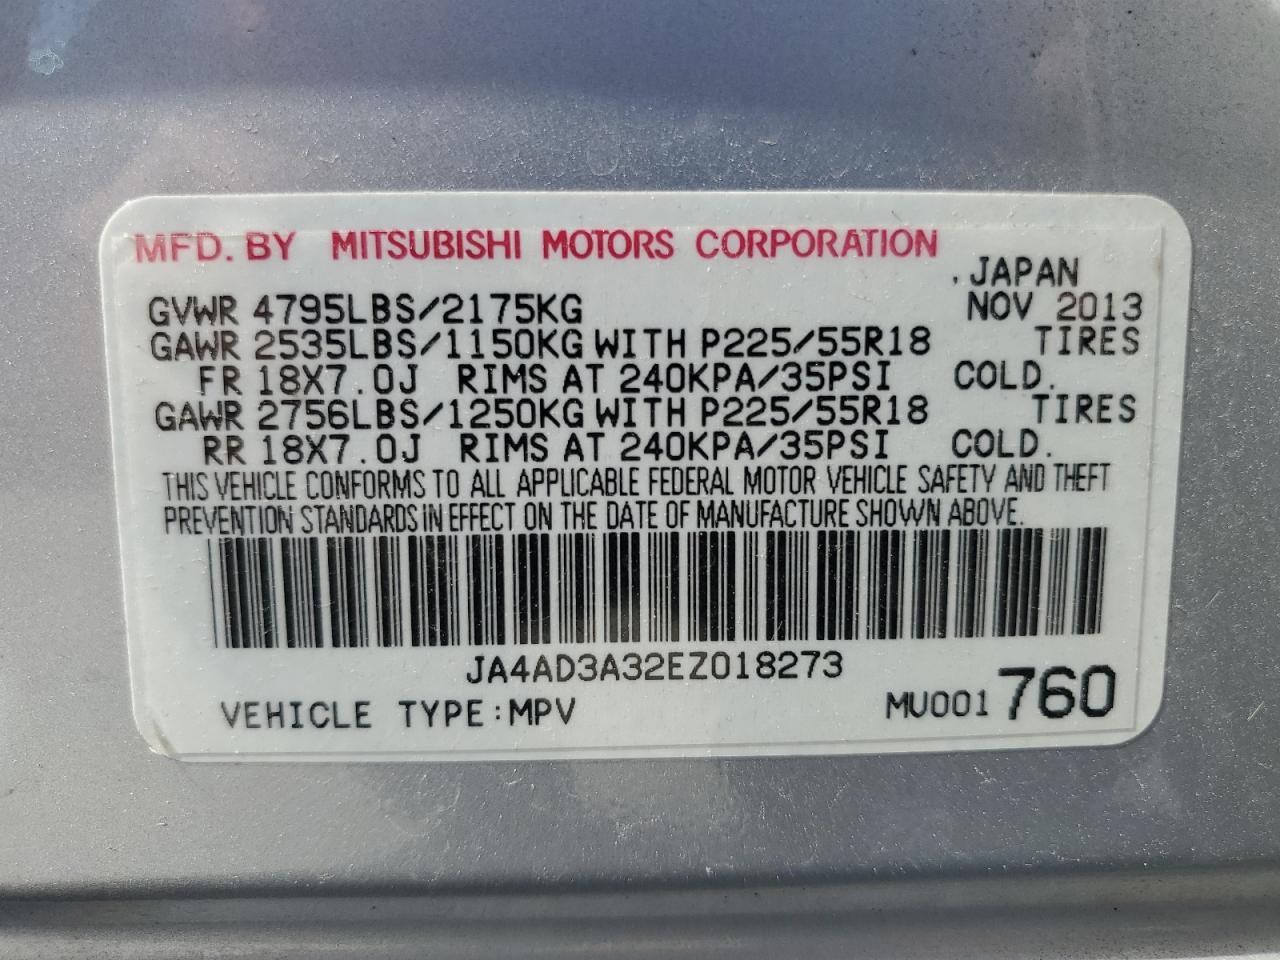 MFD. BY MITSUBISHI MOTORS CORPORATION
, JAPAN
GVWR 4795LBS/2175KG NOV 2013
GAWR 2535LBS/1150KG WITH P225/55R18 TIRES
FR 18X7.0J RIMS AT 240KPA/35PSI COLD.
GAWR 2756LBS/1250KG WITH P225/55R18 TIRES
RR 18X7.0J RIMS AT 240KPA/35PSI COLD.
THIS VEHICLE CONFORMS TO ALL APPLICABLE FEDERAL MOTOR VEHICLE SAFETY AND THEFT
PREVENTION STANDARDS IN EFFECT ON THE DATE OF MANUFACTURE SHOWN ABOVE.
JA4AD3A32EZ018273
VEHICLE TYPE:MPV MU001760